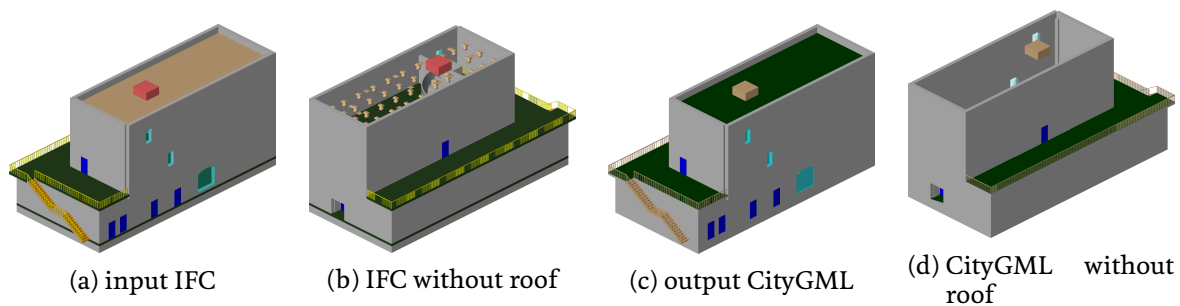 (a) input IFC
(b) IFC without roof
(c) output CityGML
(d) CityGML without
roof